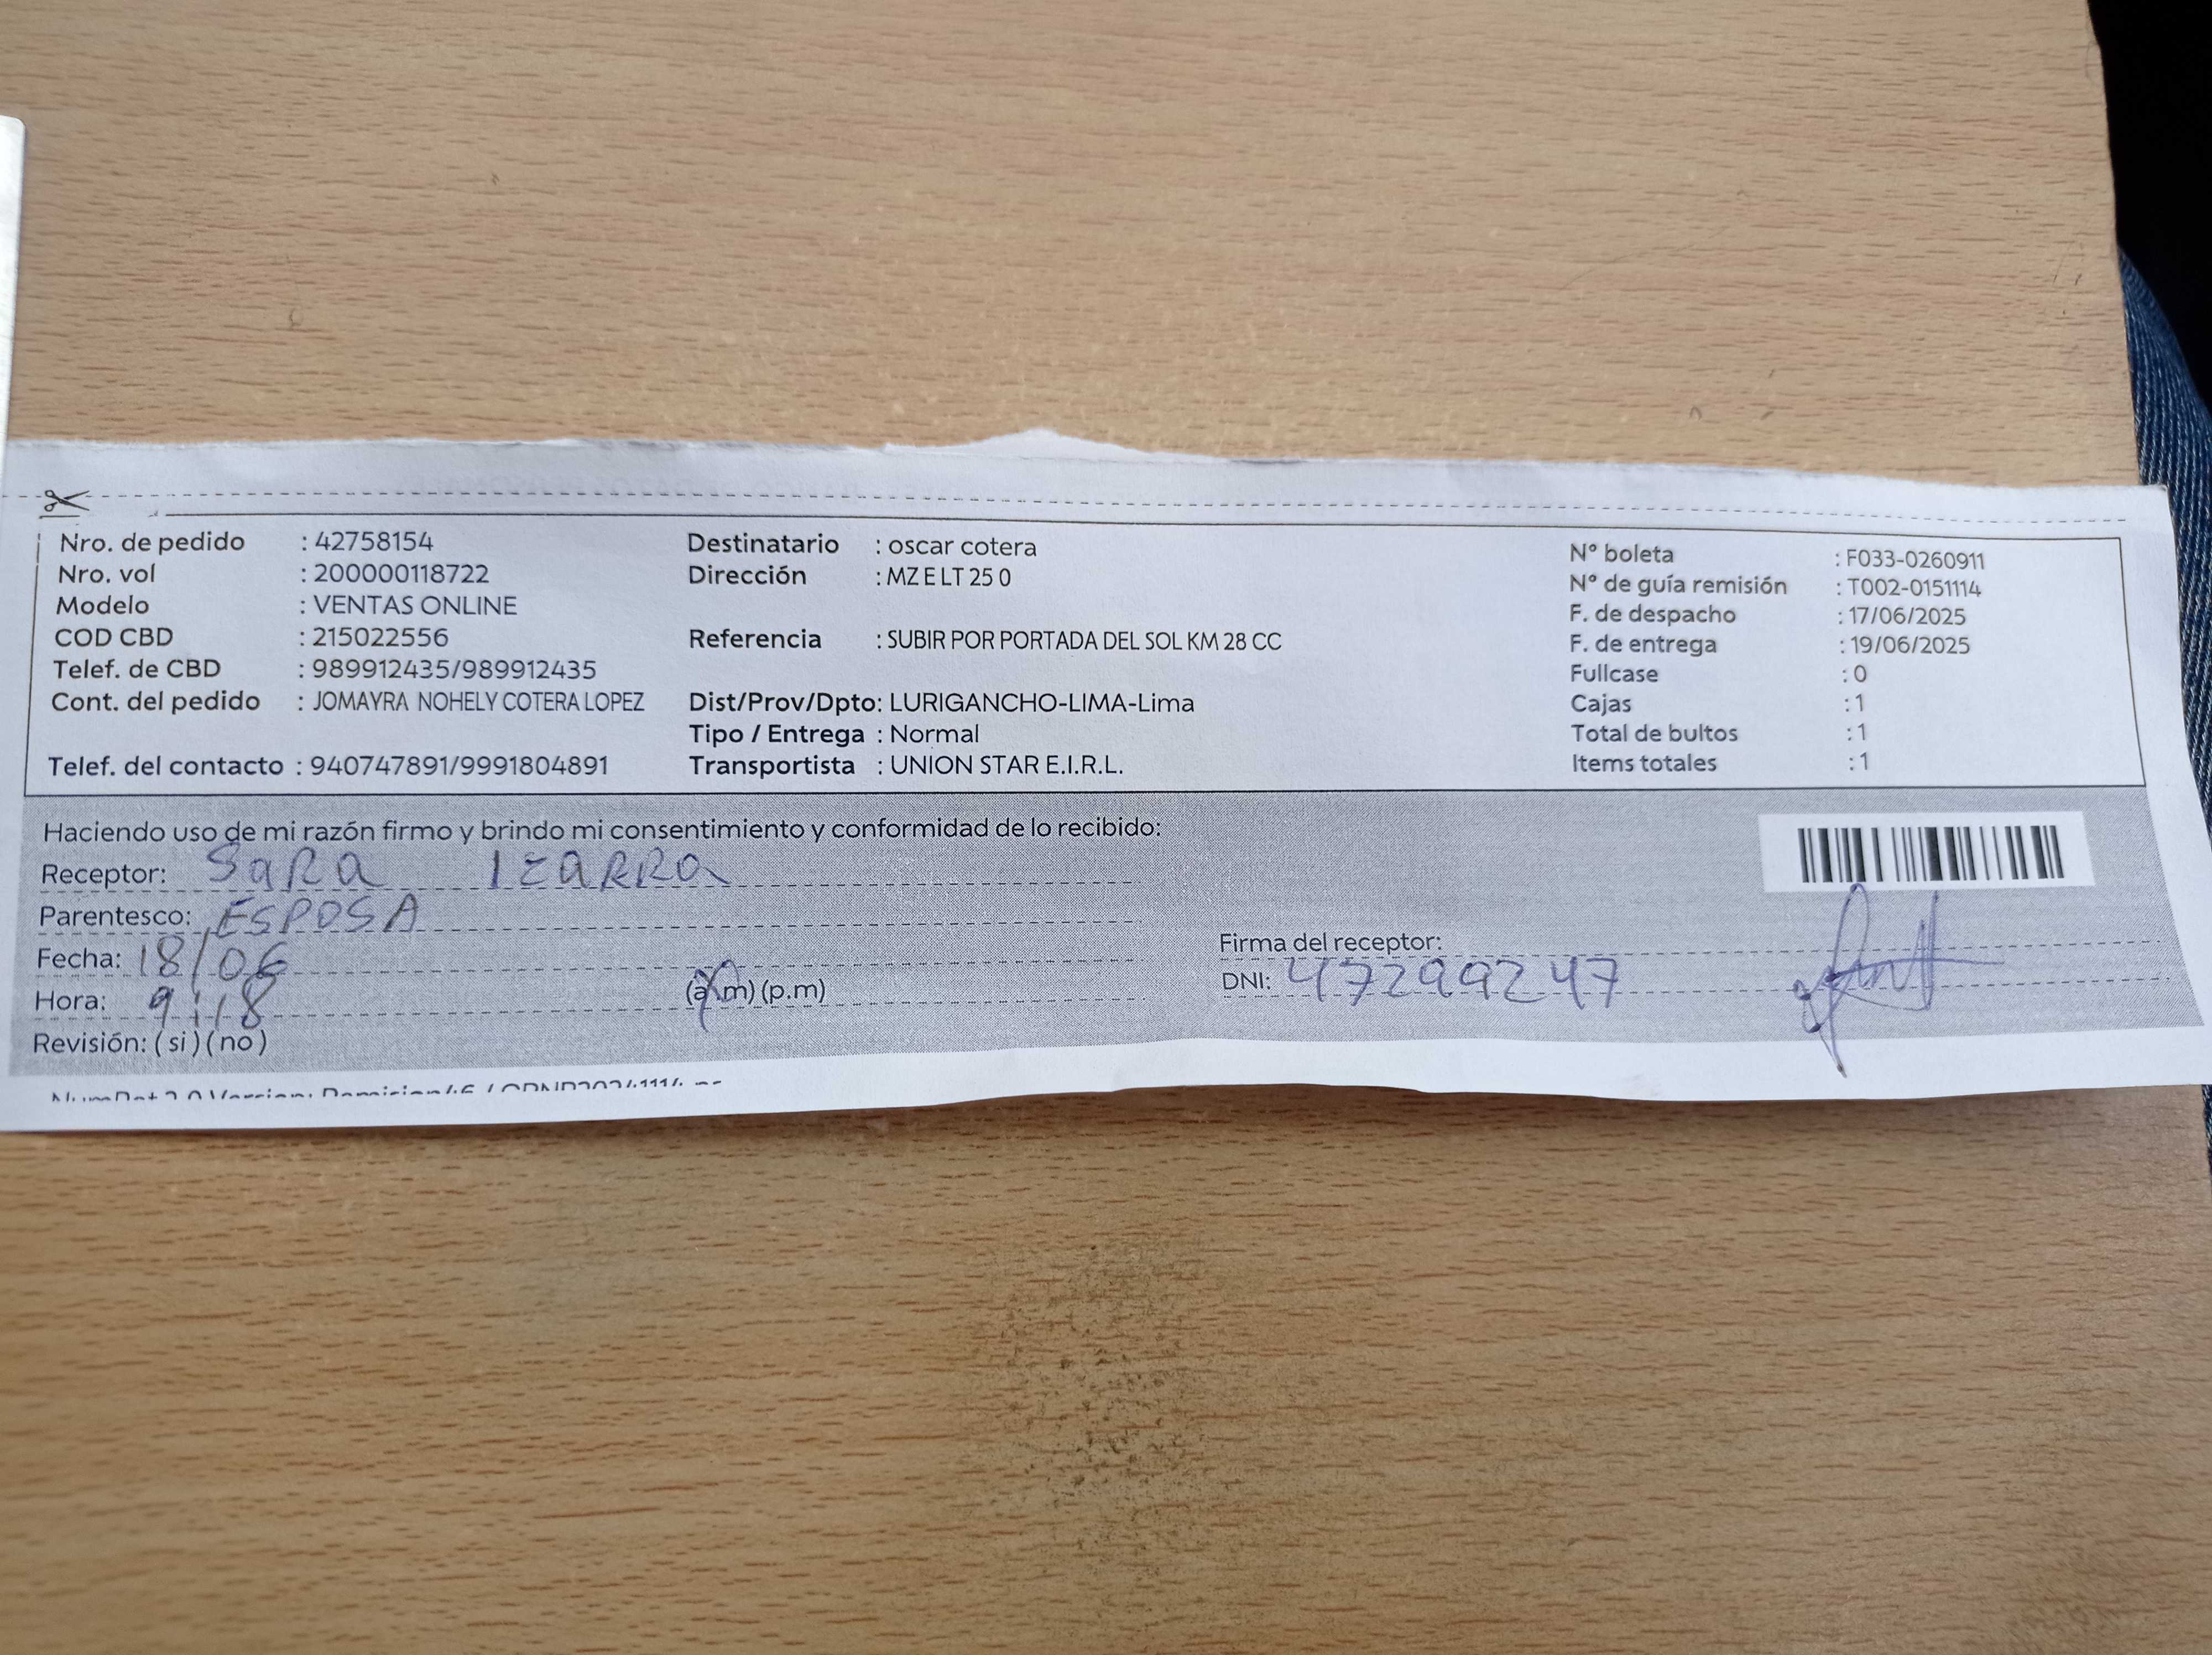 Nro. de pedido : 42758154
Nro. vol : 200000118722
Modelo : VENTAS ONLINE
COD CBD : 215022556
Telef. de CBD : 989912435/989912435
Cont. del pedido : JOMAYRA NOHELY COTERA LOPEZ
Telef. del contacto : 940747891/9991804891
Destinatario : oscar cotera
Dirección : MZ E LT 25 0
Referencia : SUBIR POR PORTADA DEL SOL KM 28 CC
Dist/Prov/Dpto: LURIGANCHO-LIMA-Lima
Tipo / Entrega : Normal
Transportista : UNION STAR E.I.R.L.
N° boleta : F033-0260911
N° de guía remisión : T002-0151114
F. de despacho : 17/06/2025
F. de entrega : 19/06/2025
Fullcase : 0
Cajas : 1
Total de bultos : 1
Items totales : 1
Haciendo uso de mi razón firmo y brindo mi consentimiento y conformidad de lo recibido:
Receptor: SaRa IzaRRa
Parentesco: ESPOSA
Fecha: 18/06
Hora: 9:18 (a.m) (p.m)
Revisión: (si) (no)
Firma del receptor:
DNI: 47299247